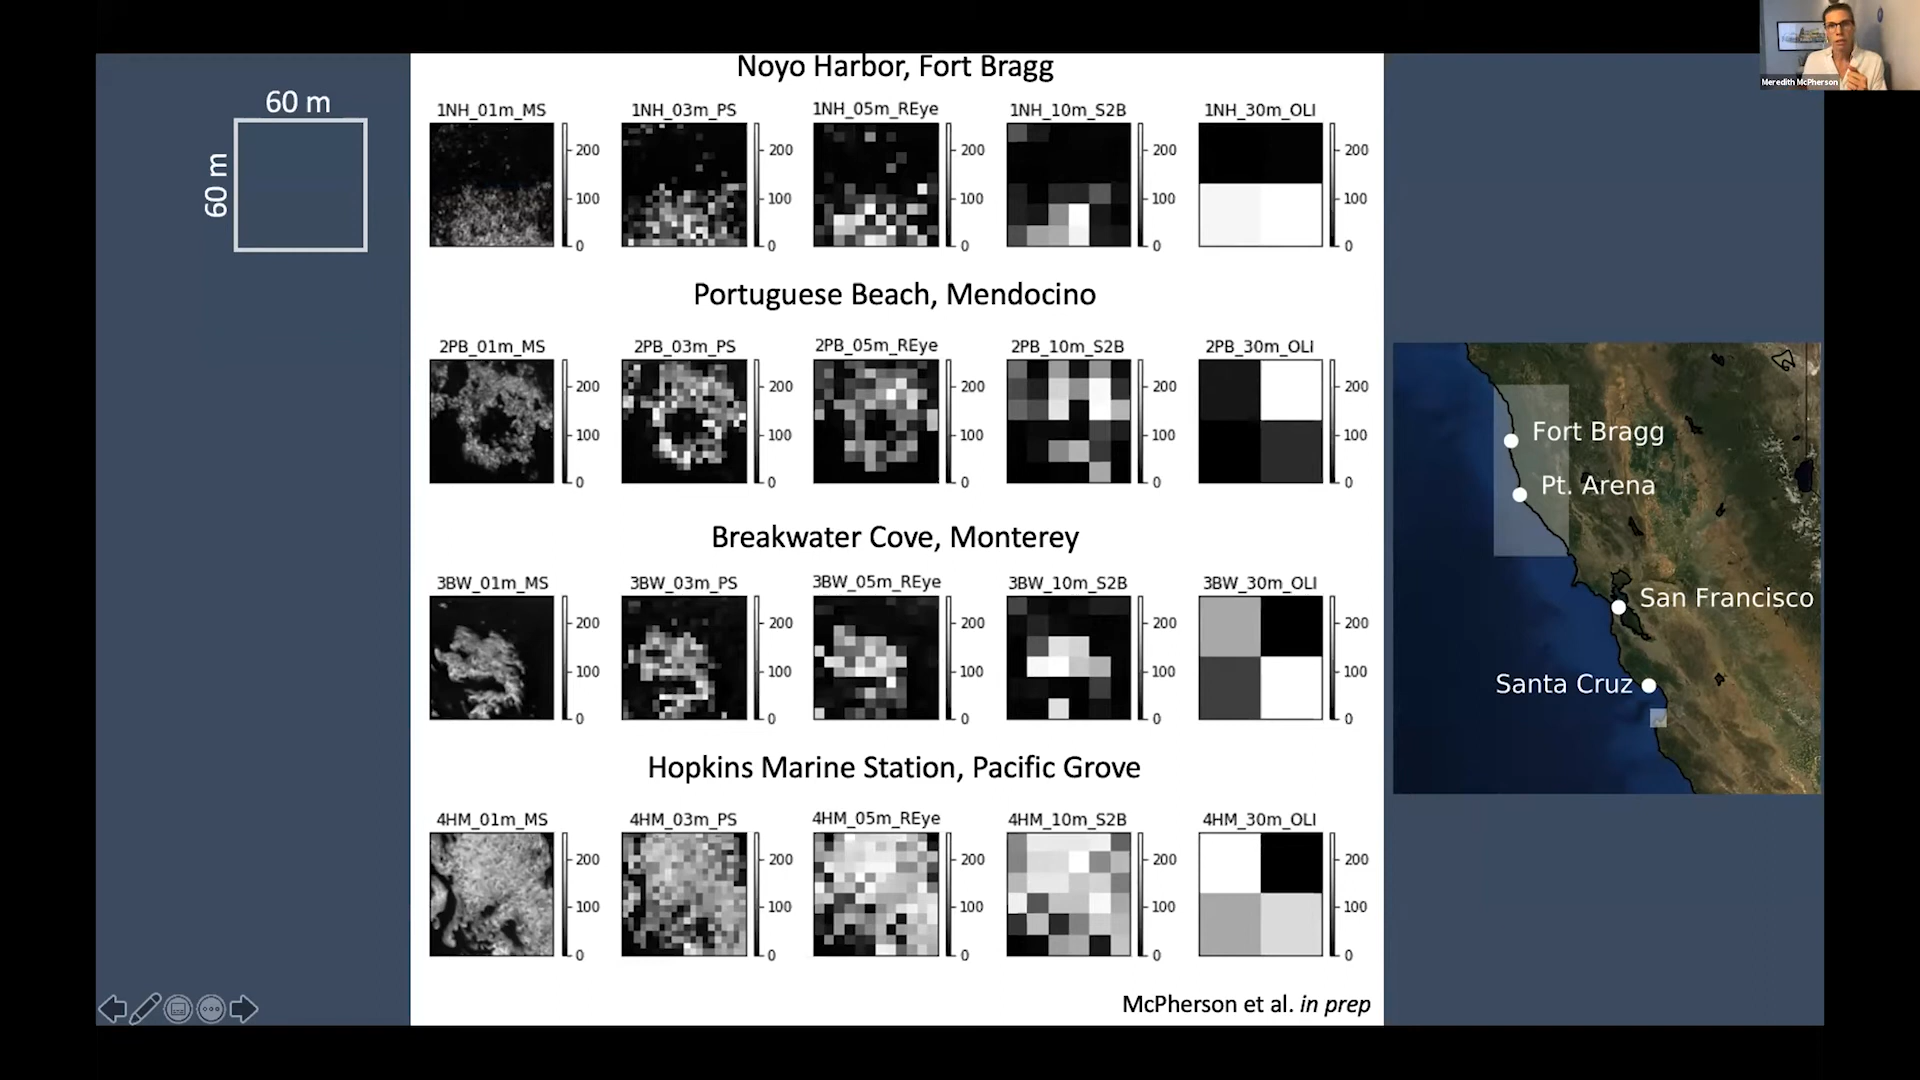 Meredith McPherson
60 m
60 m
Noyo Harbor, Fort Bragg
1NH_01m_MS
1NH_03m_PS
1NH_05m_REye
1NH_10m_S2B
1NH_30m_OLI
200 200 200 200 200
100 100 100 100 100
0 0 0 0 0
Portuguese Beach, Mendocino
2PB_01m_MS
2PB_03m_PS
2PB_05m_REye
2PB_10m_S2B
2PB_30m_OLI
200 200 200 200 200
100 100 100 100 100
0 0 0 0 0
Breakwater Cove, Monterey
3BW_01m_MS
3BW_03m_PS
3BW_05m_REye
3BW_10m_S2B
3BW_30m_OLI
200 200 200 200 200
100 100 100 100 100
0 0 0 0 0
Hopkins Marine Station, Pacific Grove
4HM_01m_MS
4HM_03m_PS
4HM_05m_REye
4HM_10m_S2B
4HM_30m_OLI
200 200 200 200 200
100 100 100 100 100
0 0 0 0 0
McPherson et al. in prep
Fort Bragg
Pt. Arena
San Francisco
Santa Cruz